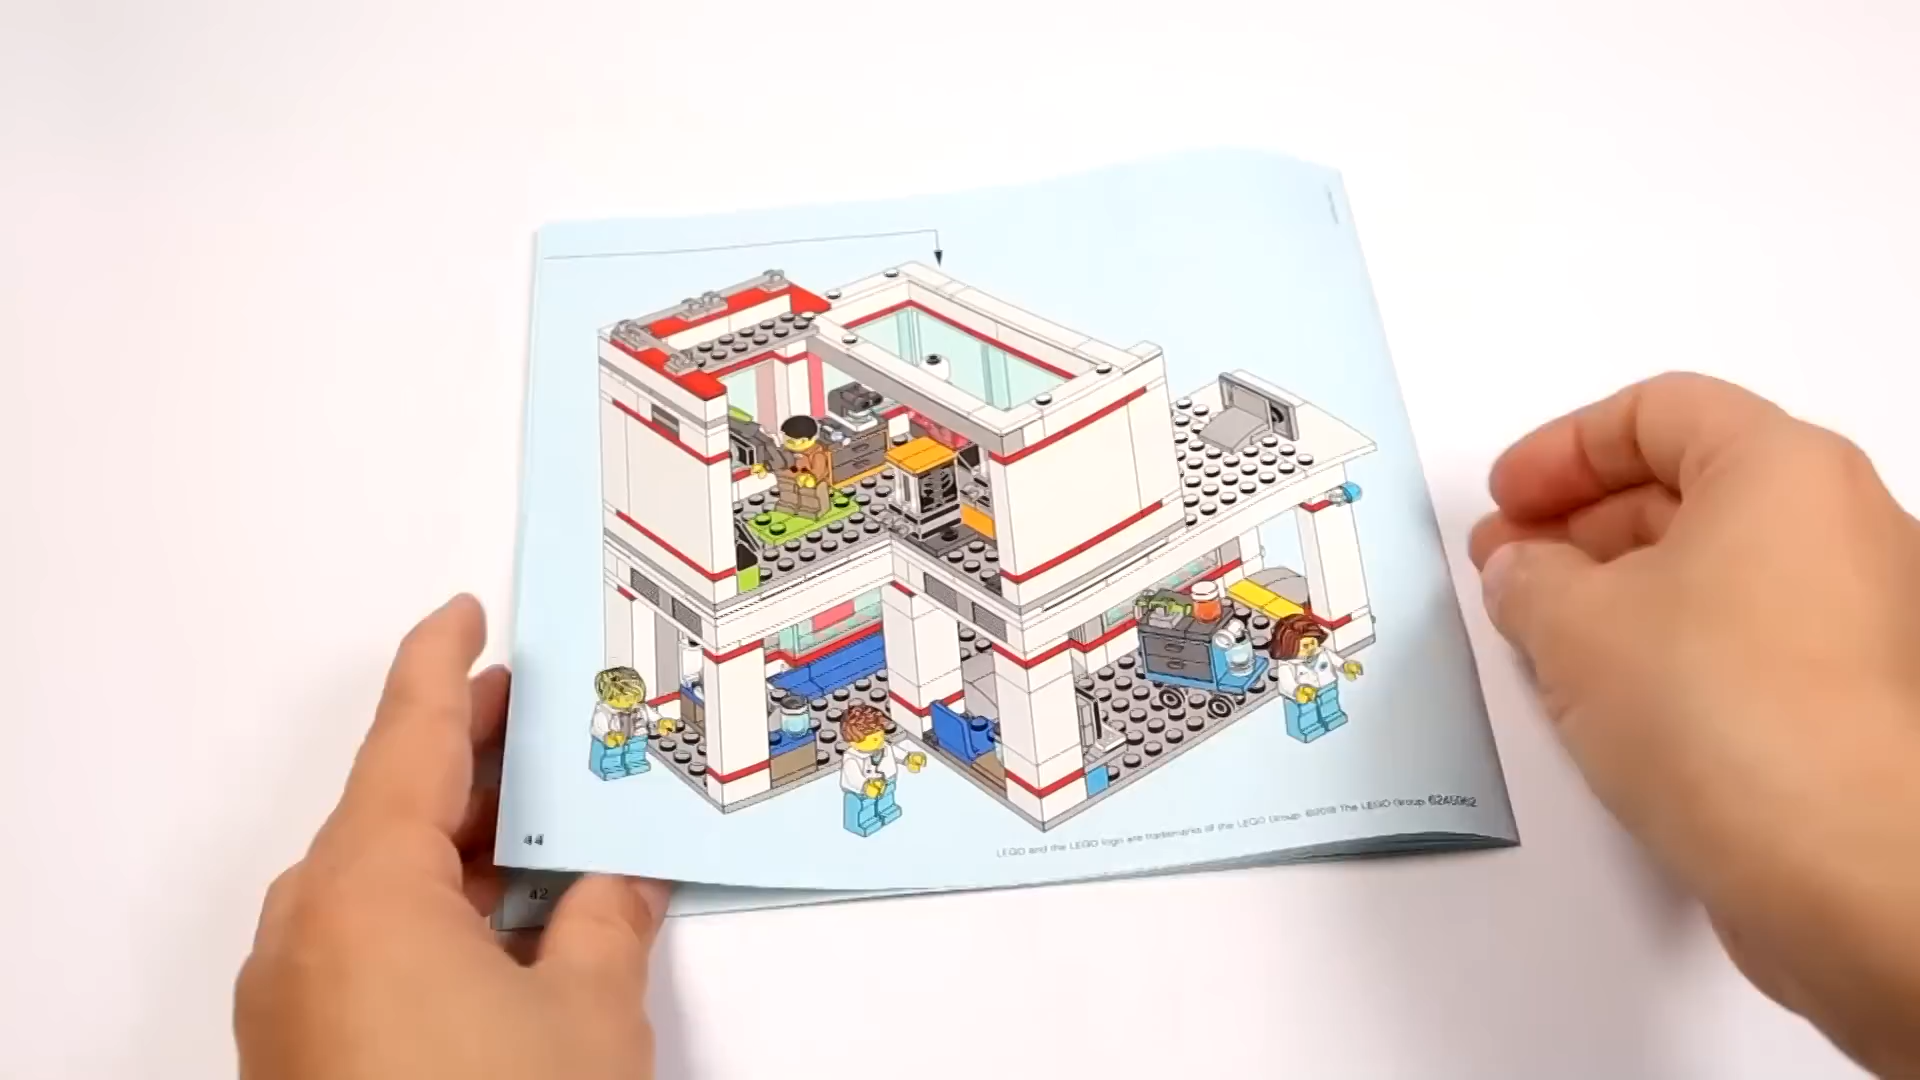 44
LEGO and the LEGO logo are trademarks of the LEGO Group. ©2018 The LEGO Group. 6245062
42